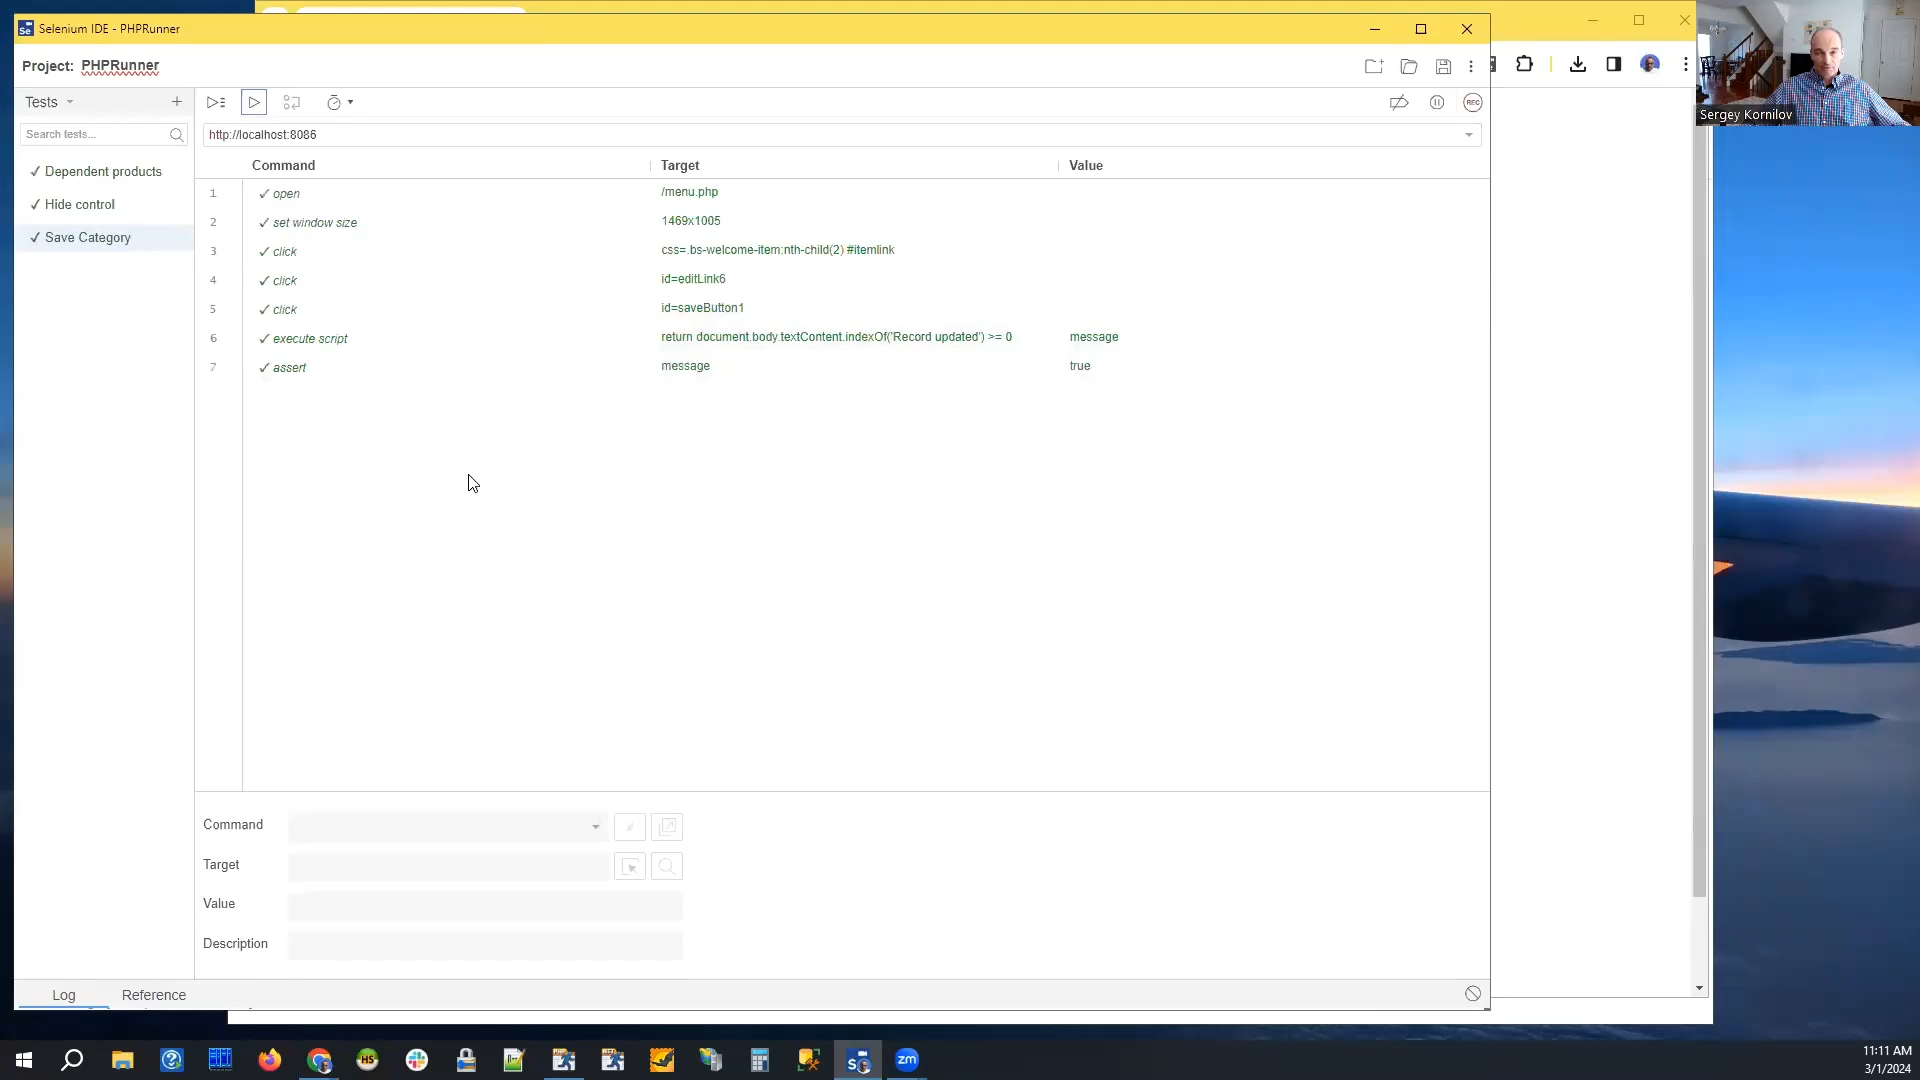 Selenium IDE - PHPRunner
Project: PHPRunner
Tests
Search tests...
✓ Dependent products
✓ Hide control
✓ Save Category
REC
http://localhost:8086
Command Target Value
1 ✓ open /menu.php
2 ✓ set window size 1469x1005
3 ✓ click css=.bs-welcome-item:nth-child(2) #itemlink
4 ✓ click id=editLink6
5 ✓ click id=saveButton1
6 ✓ execute script return document.body.textContent.indexOf('Record updated') >= 0 message
7 ✓ assert message true
Command
//
Target
Value
Description
Log Reference
Sergey Kornilov
Se
HS
zm
11:11 AM
3/1/2024